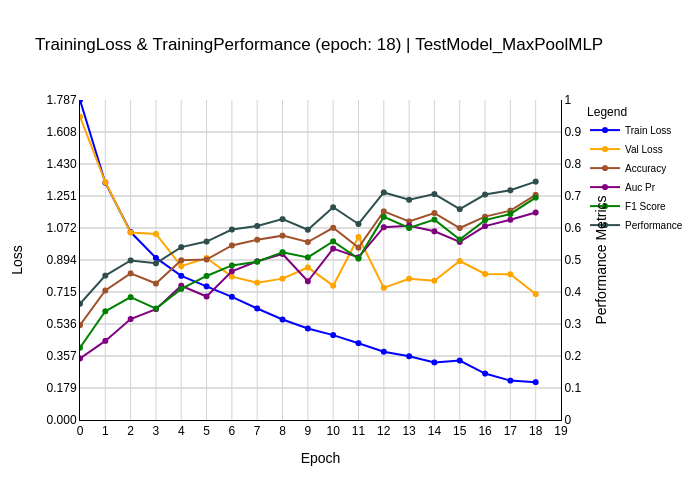 TrainingLoss & TrainingPerformance (epoch: 18) | TestModel_MaxPoolMLP
1.787
1.608
1.430
1.251
1.072
0.894
0.715
0.536
0.357
0.179
0.000
Loss
0 1 2 3 4 5 6 7 8 9 10 11 12 13 14 15 16 17 18 19
Epoch
1
0.9
0.8
0.7
0.6
0.5
0.4
0.3
0.2
0.1
0
Performance Metrics
Legend
Train Loss
Val Loss
Accuracy
Auc Pr
F1 Score
Performance